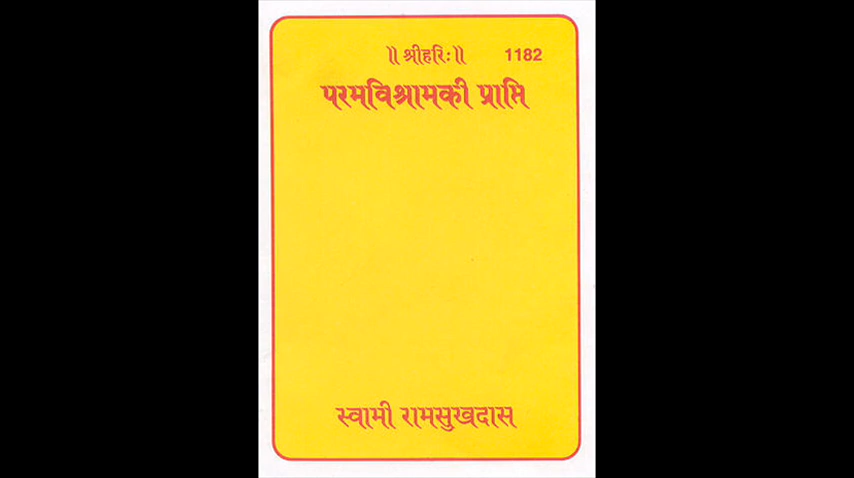 ॥ श्रीहरिः॥ 1182
परमविश्रामकी प्राप्ति
स्वामी रामसुखदास